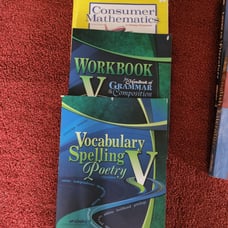 Consumer
Mathematics
WORKBOOK
V
Handbook of
GRAMMAR
& Composition
Vocabulary
Spelling
Poetry
V